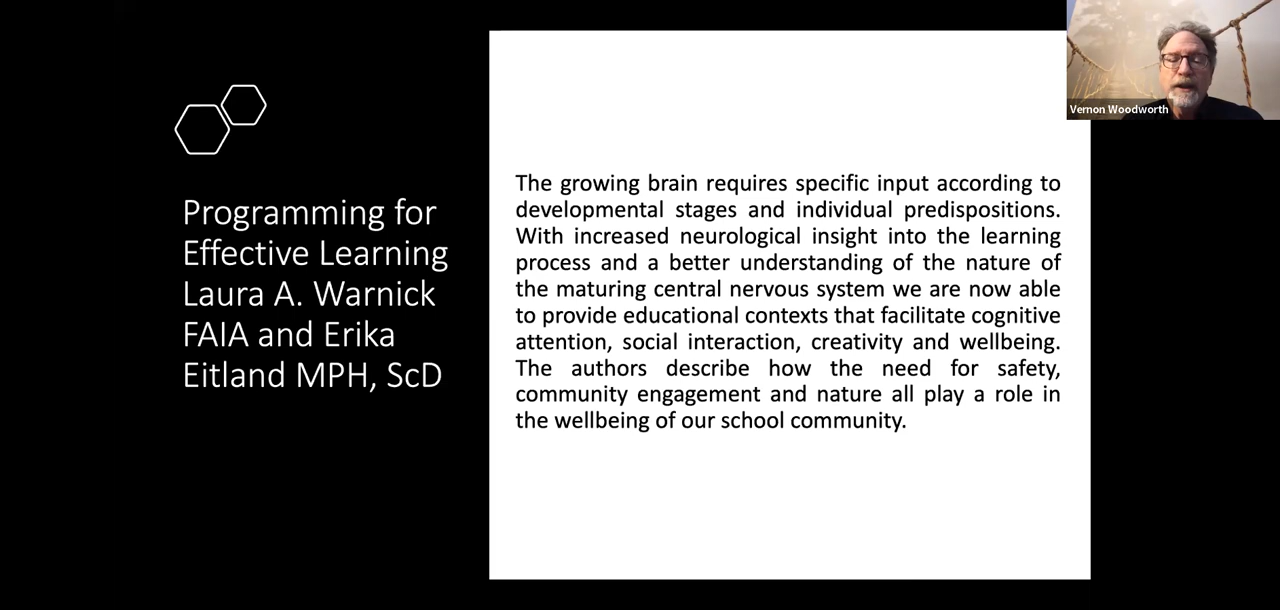 Programming for
Effective Learning
Laura A. Warnick
FAIA and Erika
Eitland MPH, ScD
The growing brain requires specific input according to
developmental stages and individual predispositions.
With increased neurological insight into the learning
process and a better understanding of the nature of
the maturing central nervous system we are now able
to provide educational contexts that facilitate cognitive
attention, social interaction, creativity and wellbeing.
The authors describe how the need for safety,
community engagement and nature all play a role in
the wellbeing of our school community.
Vernon Woodworth